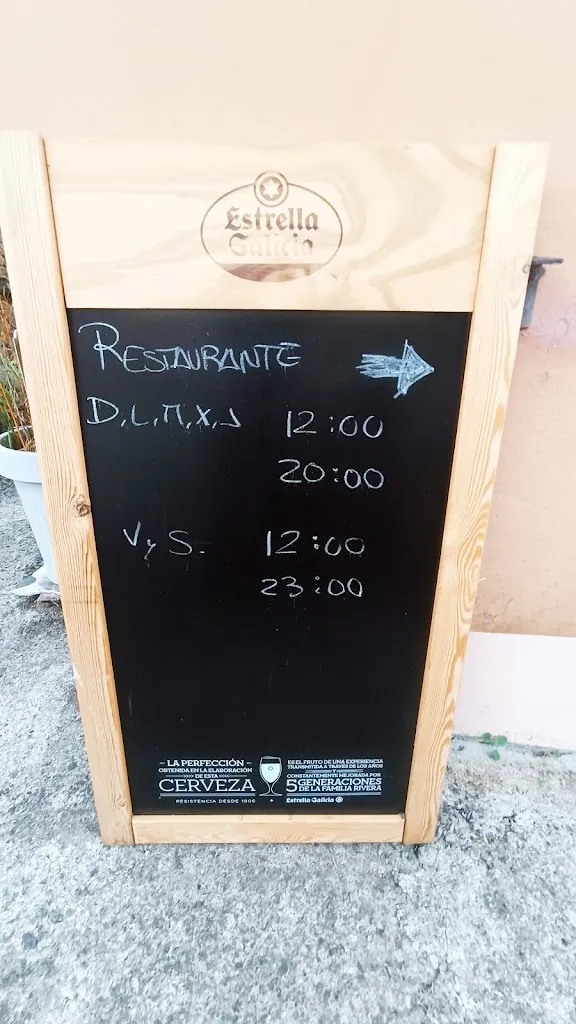 Estrella
Galicia
RESTAURANTE
D, L, M, X, J 12:00
20:00
V y S. 12:00
23:00
– LA PERFECCIÓN –
OBTENIDA EN LA ELABORACIÓN
DE ESTA
CERVEZA
RESISTENCIA DESDE 1906
ES EL FRUTO DE UNA EXPERIENCIA
TRANSMITIDA A TRAVÉS DE LOS AÑOS
Y
CONSTANTEMENTE MEJORADA POR
5 GENERACIONES
DE LA FAMILIA RIVERA
Estrella Galicia